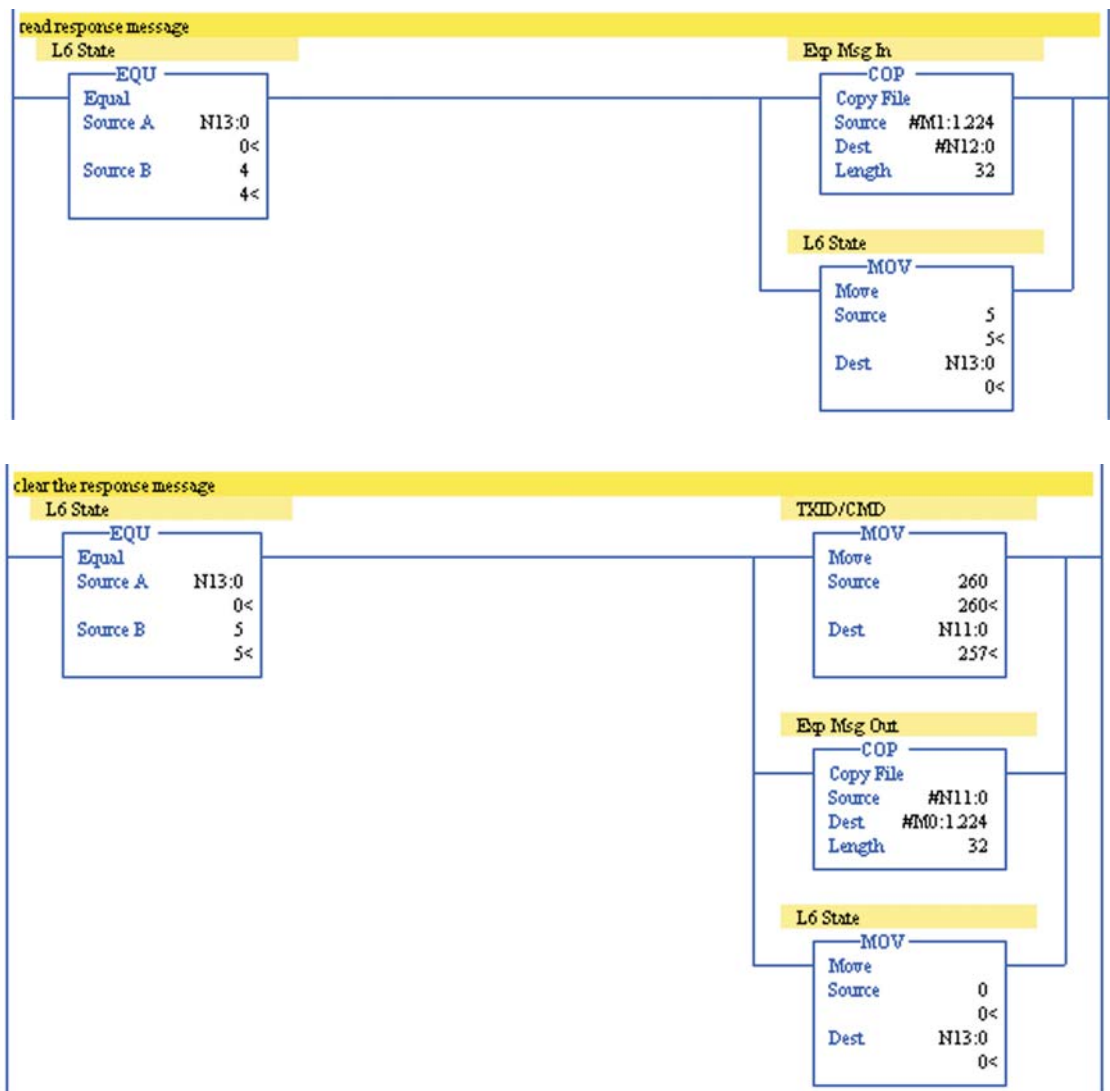 read response message
L6 State
EQU
Equal
Source A N13:0
0<
Source B 4
4<
Exp Msg In
COP
Copy File
Source #M1:1.224
Dest #N12:0
Length 32
L6 State
MOV
Move
Source 5
5<
Dest N13:0
0<
clear the response message
L6 State
EQU
Equal
Source A N13:0
0<
Source B 5
5<
TXID/CMD
MOV
Move
Source 260
260<
Dest N11:0
257<
Exp Msg Out
COP
Copy File
Source #N11:0
Dest #M0:1.224
Length 32
L6 State
MOV
Move
Source 0
0<
Dest N13:0
0<